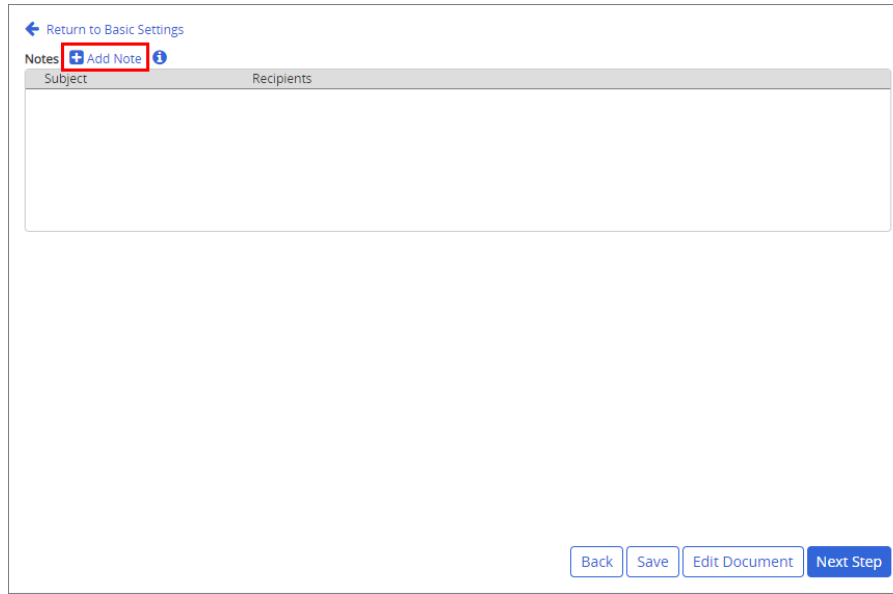 Return to Basic Settings
Notes Add Note
Subject Recipients
Back Save Edit Document Next Step